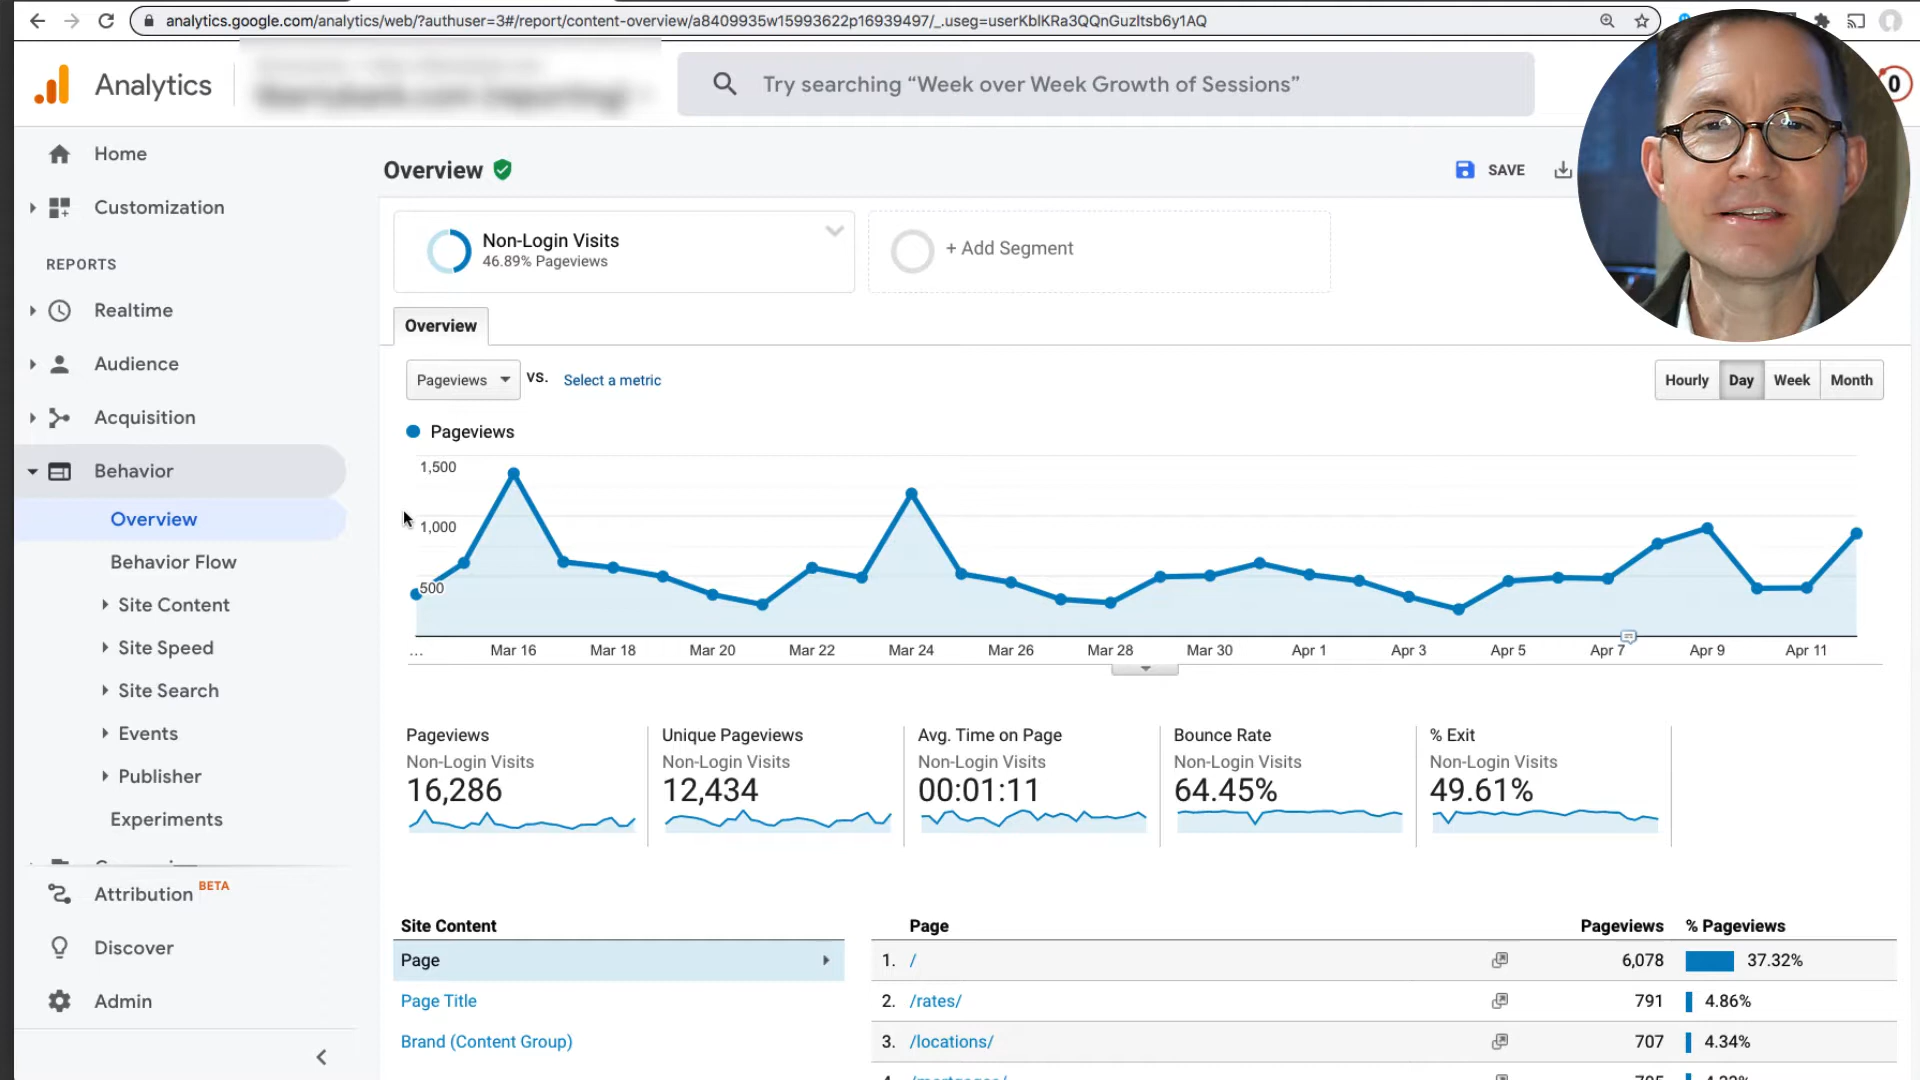 analytics.google.com/analytics/web/?authuser=3#/report/content-overview/a8409935w15993622p16939497/_.useg=userKblKRa3QQnGuzltsb6y1AQ
Analytics
Try searching “Week over Week Growth of Sessions”
0
Home
Customization
REPORTS
Realtime
Audience
Acquisition
Behavior
Overview
Behavior Flow
Site Content
Site Speed
Site Search
Events
Publisher
Experiments
Attribution BETA
Discover
Admin
Overview
SAVE
Non-Login Visits
46.89% Pageviews
+ Add Segment
Overview
Pageviews
VS.
Select a metric
Hourly
Day
Week
Month
Pageviews
1,500
1,000
500
...
Mar 16
Mar 18
Mar 20
Mar 22
Mar 24
Mar 26
Mar 28
Mar 30
Apr 1
Apr 3
Apr 5
Apr 7
Apr 9
Apr 11
Pageviews
Non-Login Visits
16,286
Unique Pageviews
Non-Login Visits
12,434
Avg. Time on Page
Non-Login Visits
00:01:11
Bounce Rate
Non-Login Visits
64.45%
% Exit
Non-Login Visits
49.61%
Site Content
Page
Page Title
Brand (Content Group)
Page Pageviews % Pageviews
1. / 6,078 37.32%
2. /rates/ 791 4.86%
3. /locations/ 707 4.34%